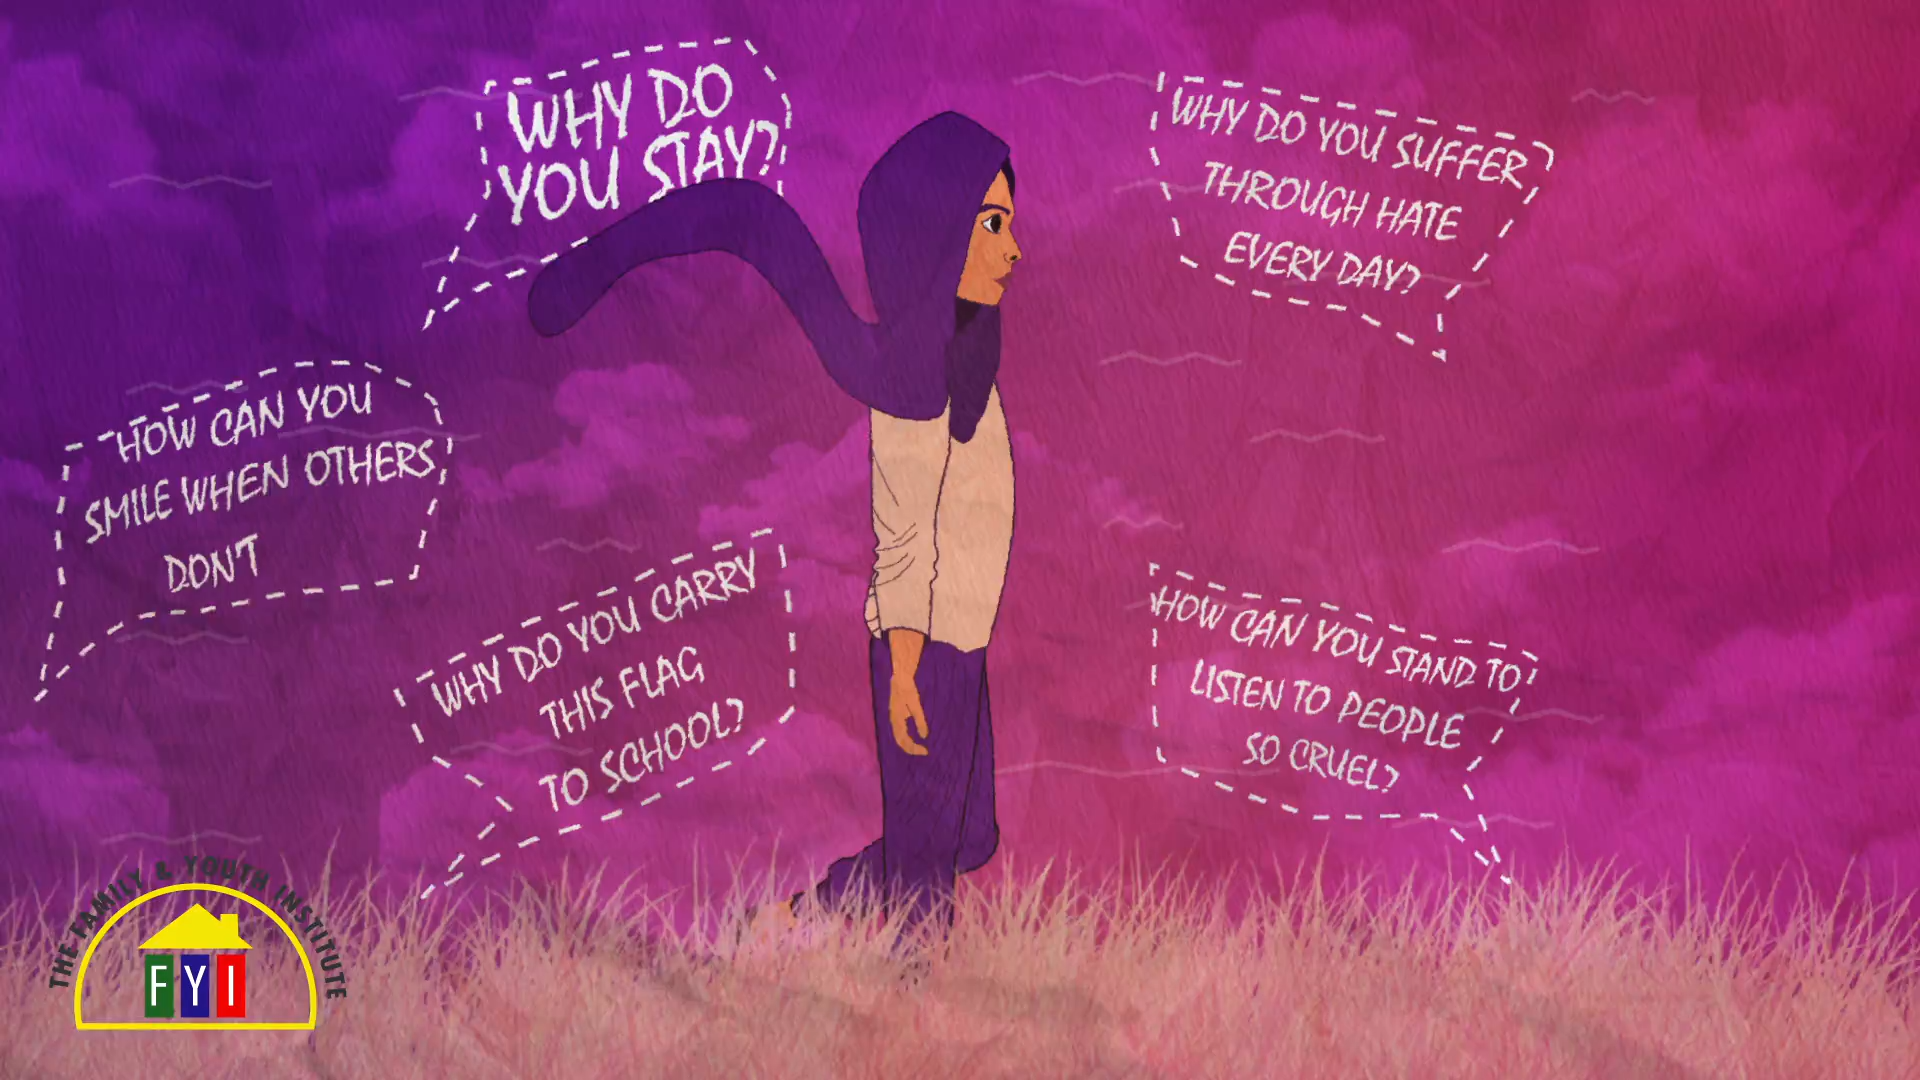 WHY DO
YOU STAY?
WHY DO YOU SUFFER
THROUGH HATE
EVERY DAY?
HOW CAN YOU
SMILE WHEN OTHERS
DON'T
WHY DO YOU CARRY
THIS FLAG
TO SCHOOL?
HOW CAN YOU STAND TO
LISTEN TO PEOPLE
SO CRUEL?
THE FAMILY & YOUTH INSTITUTE
FYI